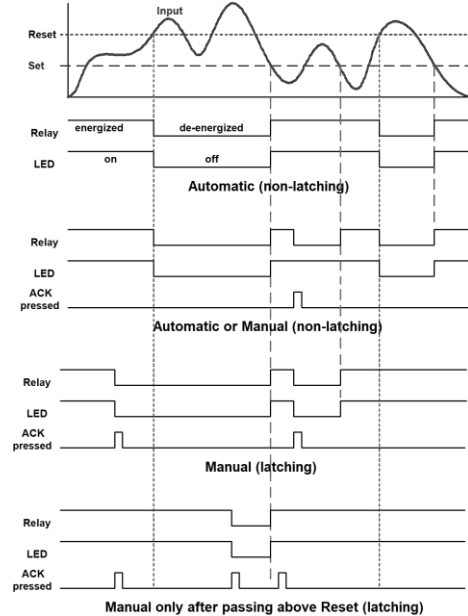 Input
Reset
Set
energized de-energized
Relay
on off
LED
Automatic (non-latching)
Relay
LED
ACK
pressed
Automatic or Manual (non-latching)
Relay
LED
ACK
pressed
Manual (latching)
Relay
LED
ACK
pressed
Manual only after passing above Reset (latching)